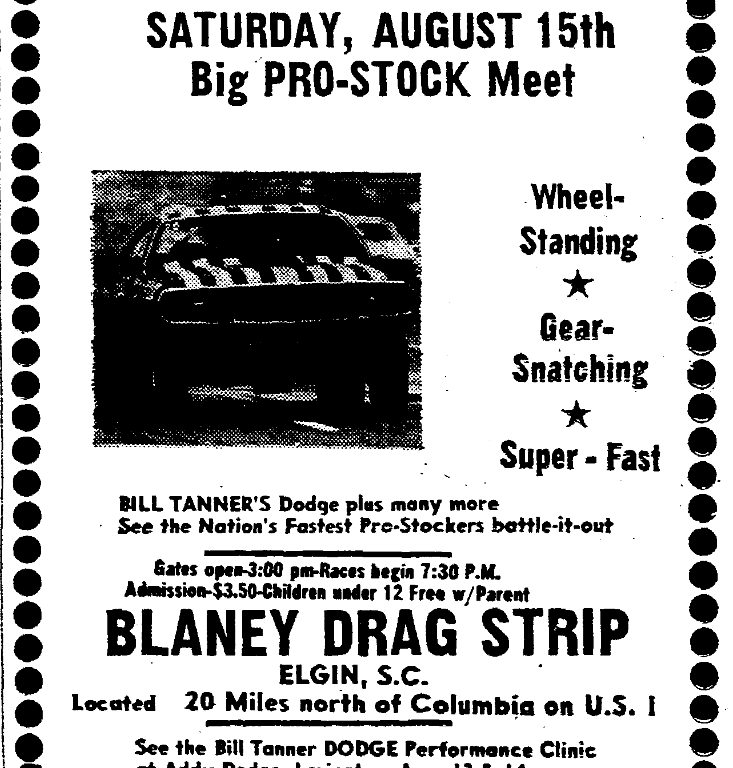 SATURDAY, AUGUST 15th
Big PRO-STOCK Meet
Wheel-
Standing
★
Gear-
Snatching
★
Super - Fast
BILL TANNER'S Dodge plus many more
See the Nation's Fastest Pro-Stockers battle-it-out
Gates open-3:00 pm-Races begin 7:30 P.M.
Admission-$3.50-Children under 12 Free w/Parent
BLANEY DRAG STRIP
ELGIN, S.C.
Located 20 Miles north of Columbia on U.S. 1
See the Bill Tanner DODGE Performance Clinic